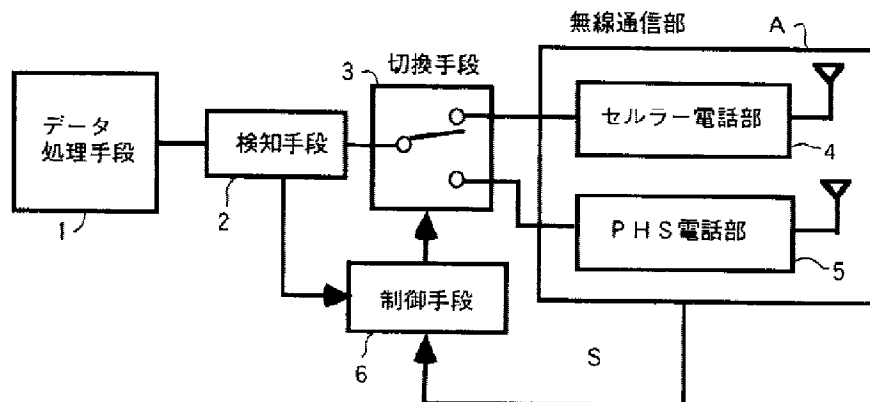 無線通信部
A
3
切換手段
データ
処理手段
1
検知手段
2
セルラー電話部
4
PHS電話部
5
制御手段
6
S